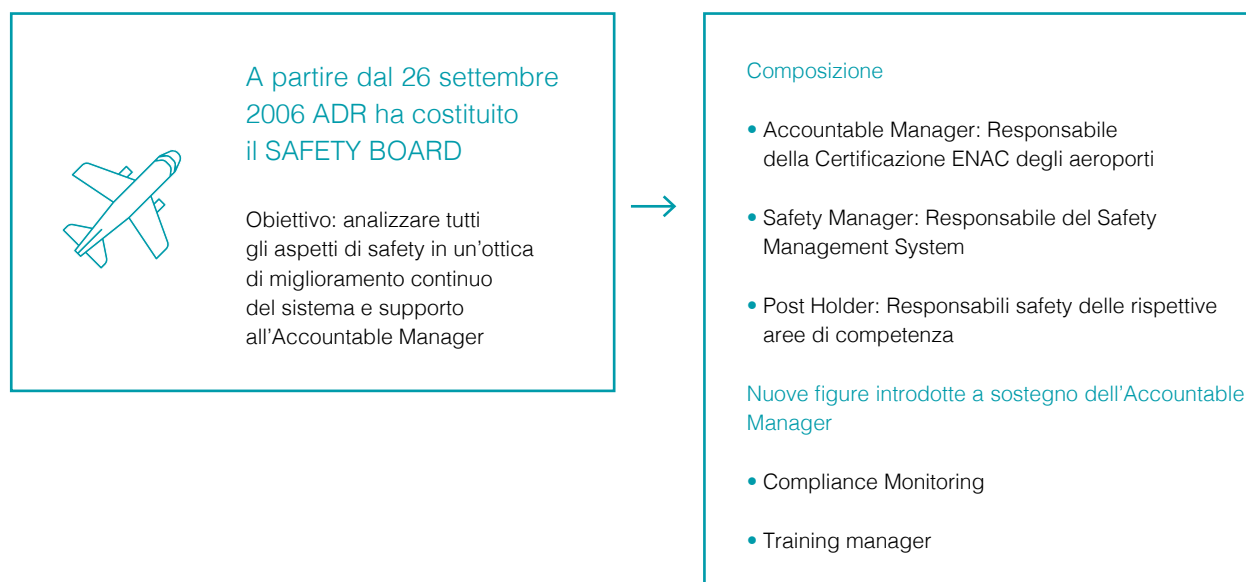 A partire dal 26 settembre
2006 ADR ha costituito
il SAFETY BOARD
Obiettivo: analizzare tutti
gli aspetti di safety in un'ottica
di miglioramento continuo
del sistema e supporto
all'Accountable Manager
Composizione
• Accountable Manager: Responsabile
della Certificazione ENAC degli aeroporti
• Safety Manager: Responsabile del Safety
Management System
• Post Holder: Responsabili safety delle rispettive
aree di competenza
Nuove figure introdotte a sostegno dell'Accountable
Manager
• Compliance Monitoring
• Training manager